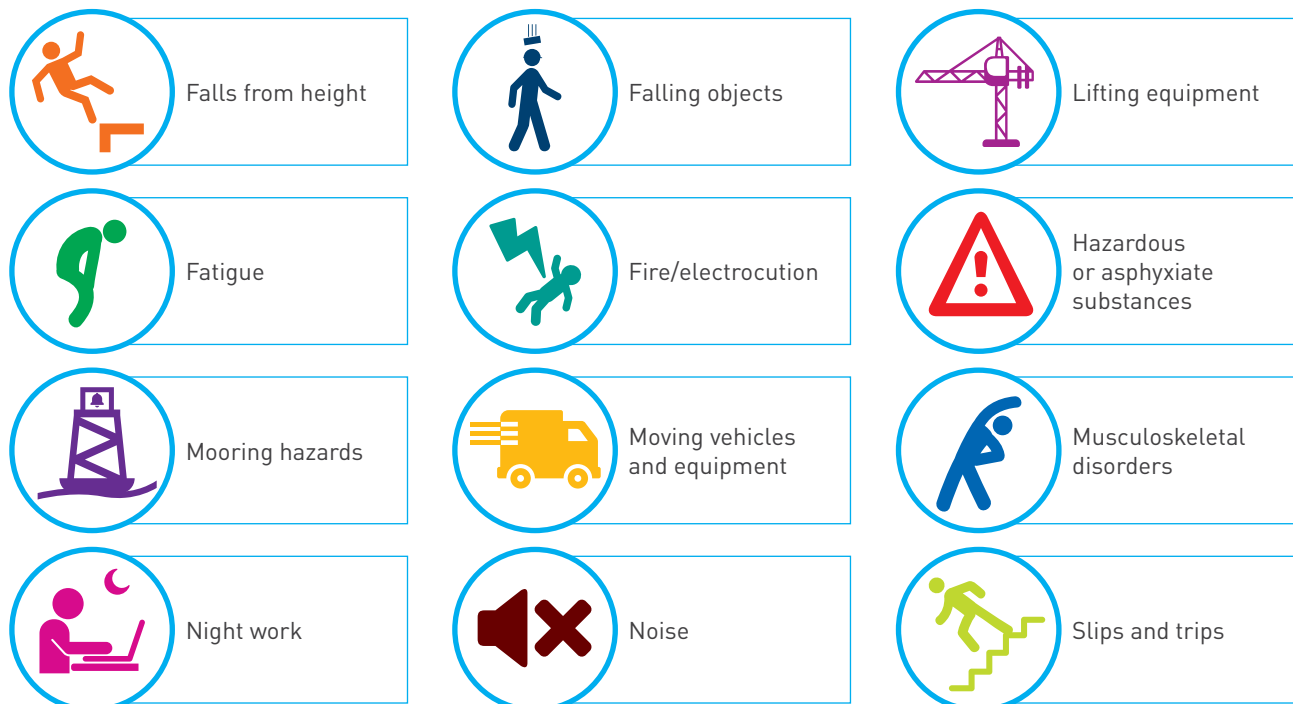 Falls from height
Falling objects
Lifting equipment
Fatigue
Fire/electrocution
Hazardous
or asphyxiate
substances
Mooring hazards
Moving vehicles
and equipment
Musculoskeletal
disorders
Night work
Noise
Slips and trips